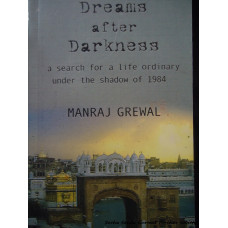 Dreams
after
Darkness
a search for a life ordinary
under the shadow of 1984
MANRAJ GREWAL